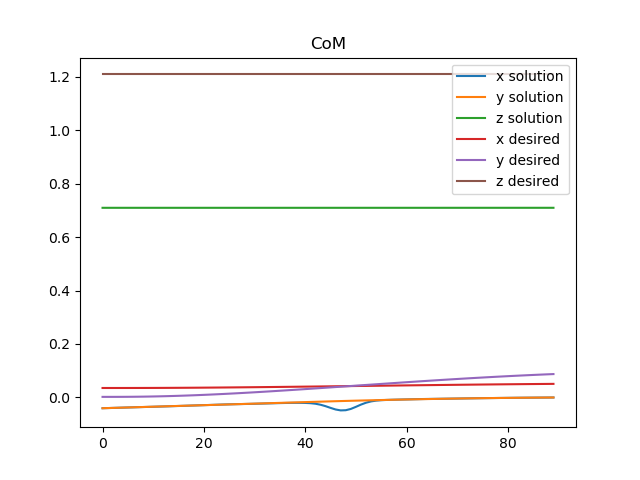 CoM
1.2
1.0
0.8
0.6
0.4
0.2
0.0
0
20
40
60
80
x solution
y solution
z solution
x desired
y desired
z desired